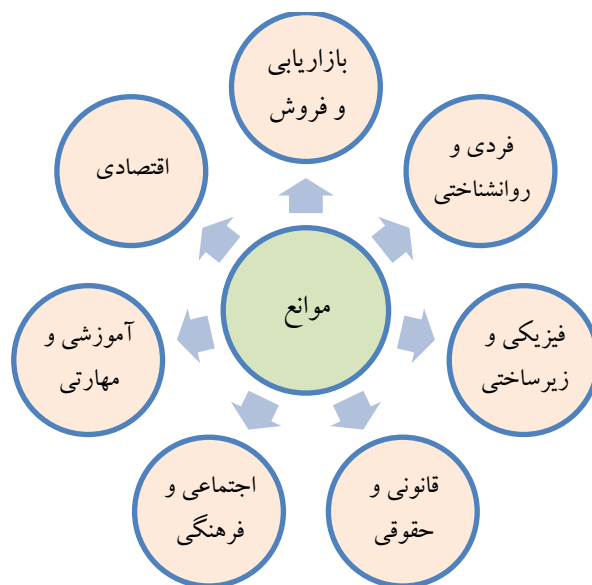 بازاریابی
و فروش
فردی و
روانشناختی
فیزیکی و
زیرساختی
قانونی و
حقوقی
اجتماعی و
فرهنگی
آموزشی و
مهارتی
اقتصادی
موانع